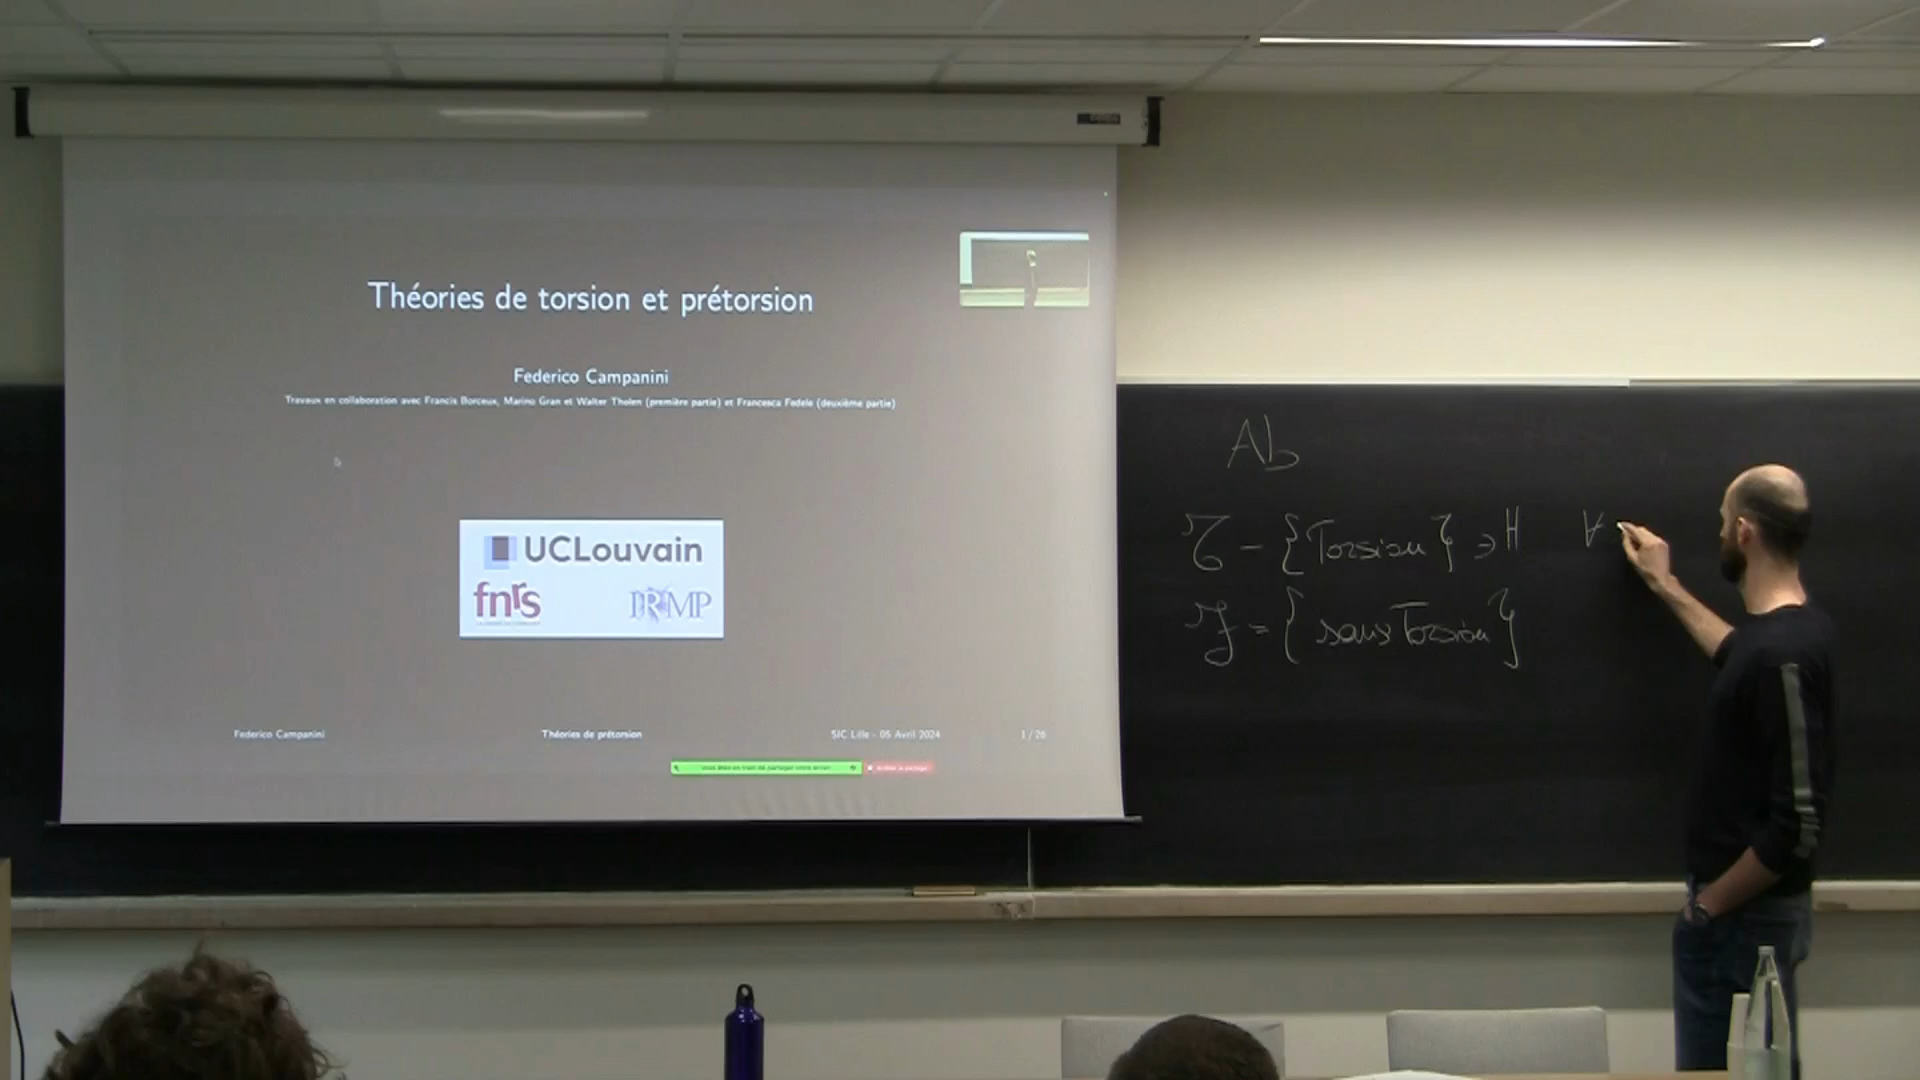 Théories de torsion et prétorsion
Federico Campanini
Travaux en collaboration avec Francis Borceux, Marino Gran et Walter Tholen (première partie) et Francesca Fedele (deuxième partie)
UCLouvain
fnrs
IRMP
Federico Campanini Théories de prétorsion SIC Lille - 05 Avril 2024 1 / 26
Ab
𝒯 = {Torsion} ∋ H ∀
ℱ = {sans Torsion}